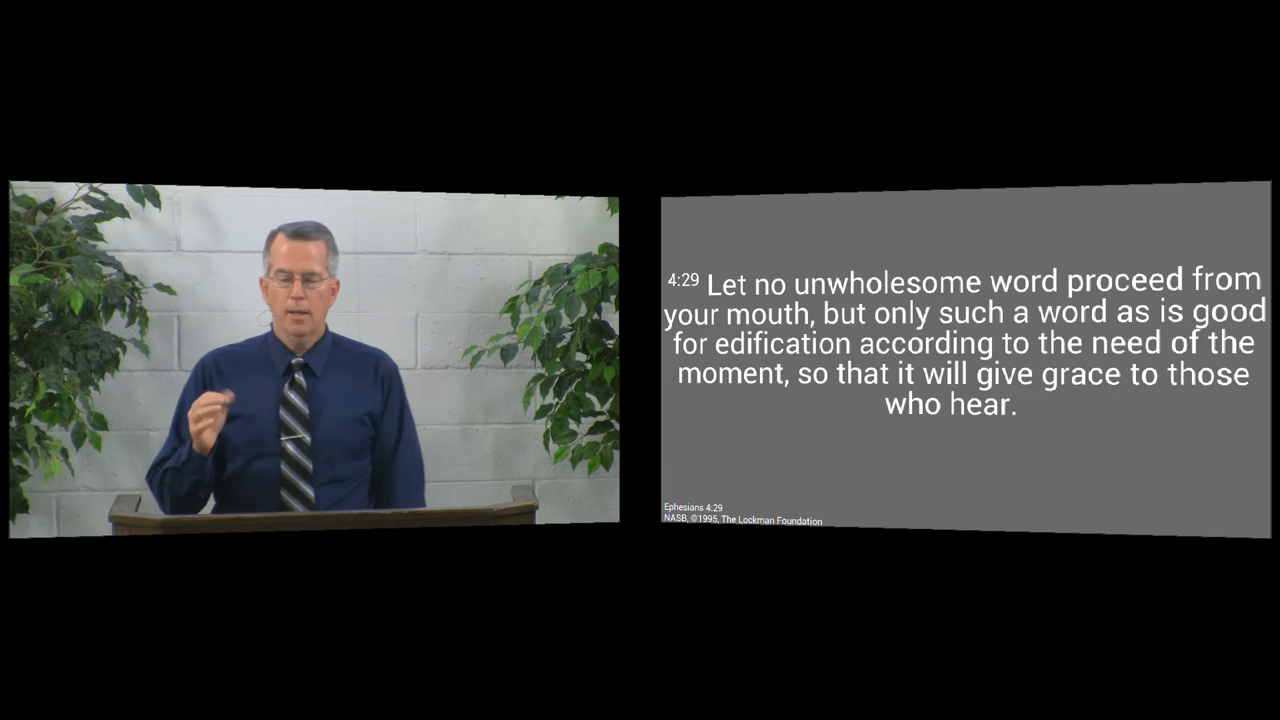 4:29 Let no unwholesome word proceed from
your mouth, but only such a word as is good
for edification according to the need of the
moment, so that it will give grace to those
who hear.
Ephesians 4:29
NASB, ©1995, The Lockman Foundation